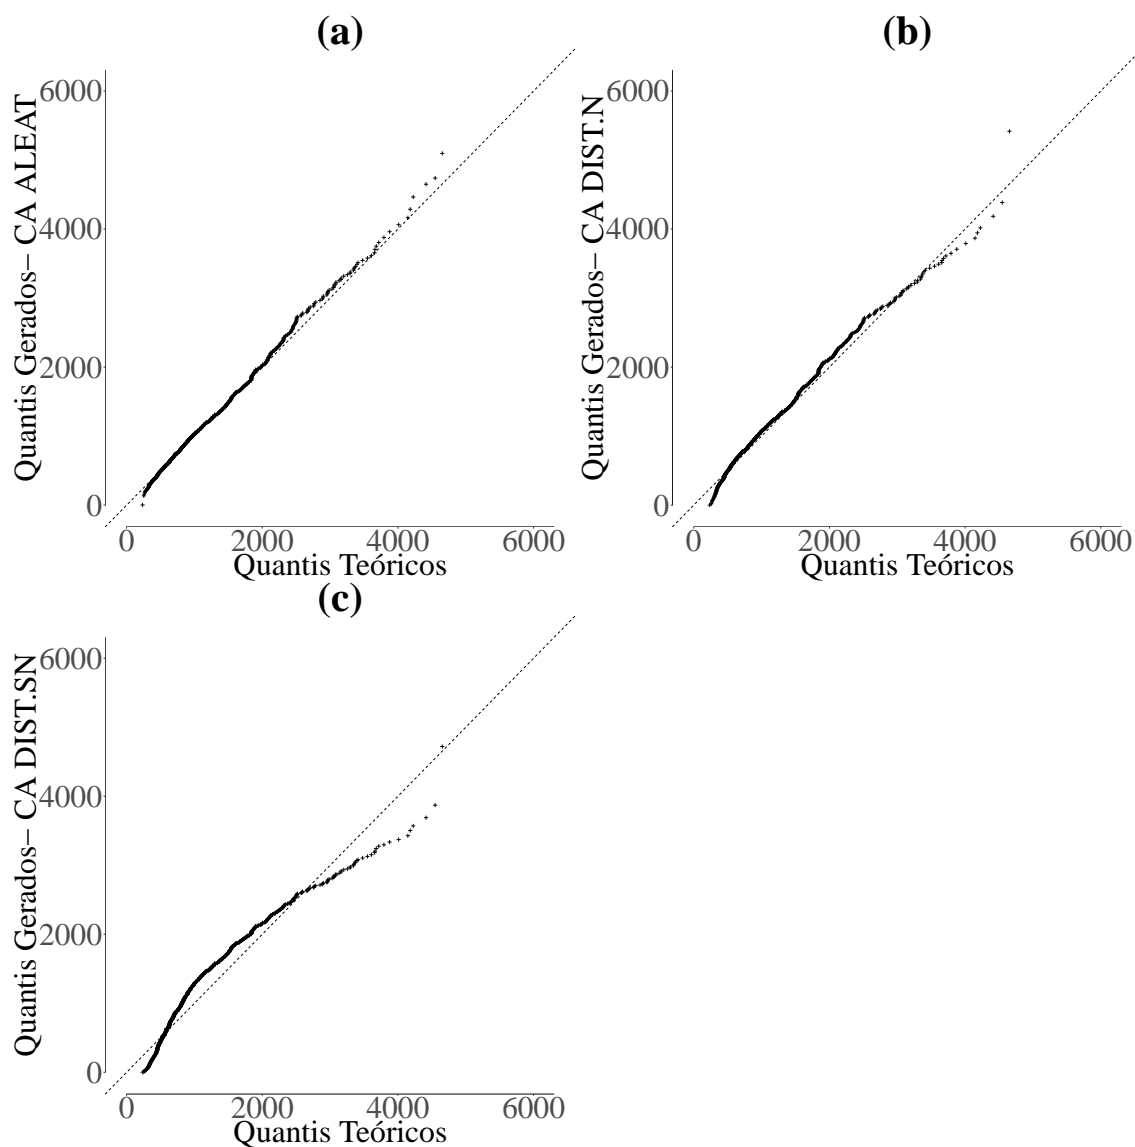 (a)
Quantis Gerados− CA ALEAT
6000
4000
2000
0
0 2000 4000 6000
Quantis Teóricos
(b)
Quantis Gerados− CA DIST.N
6000
4000
2000
0
0 2000 4000 6000
Quantis Teóricos
(c)
Quantis Gerados− CA DIST.SN
6000
4000
2000
0
0 2000 4000 6000
Quantis Teóricos